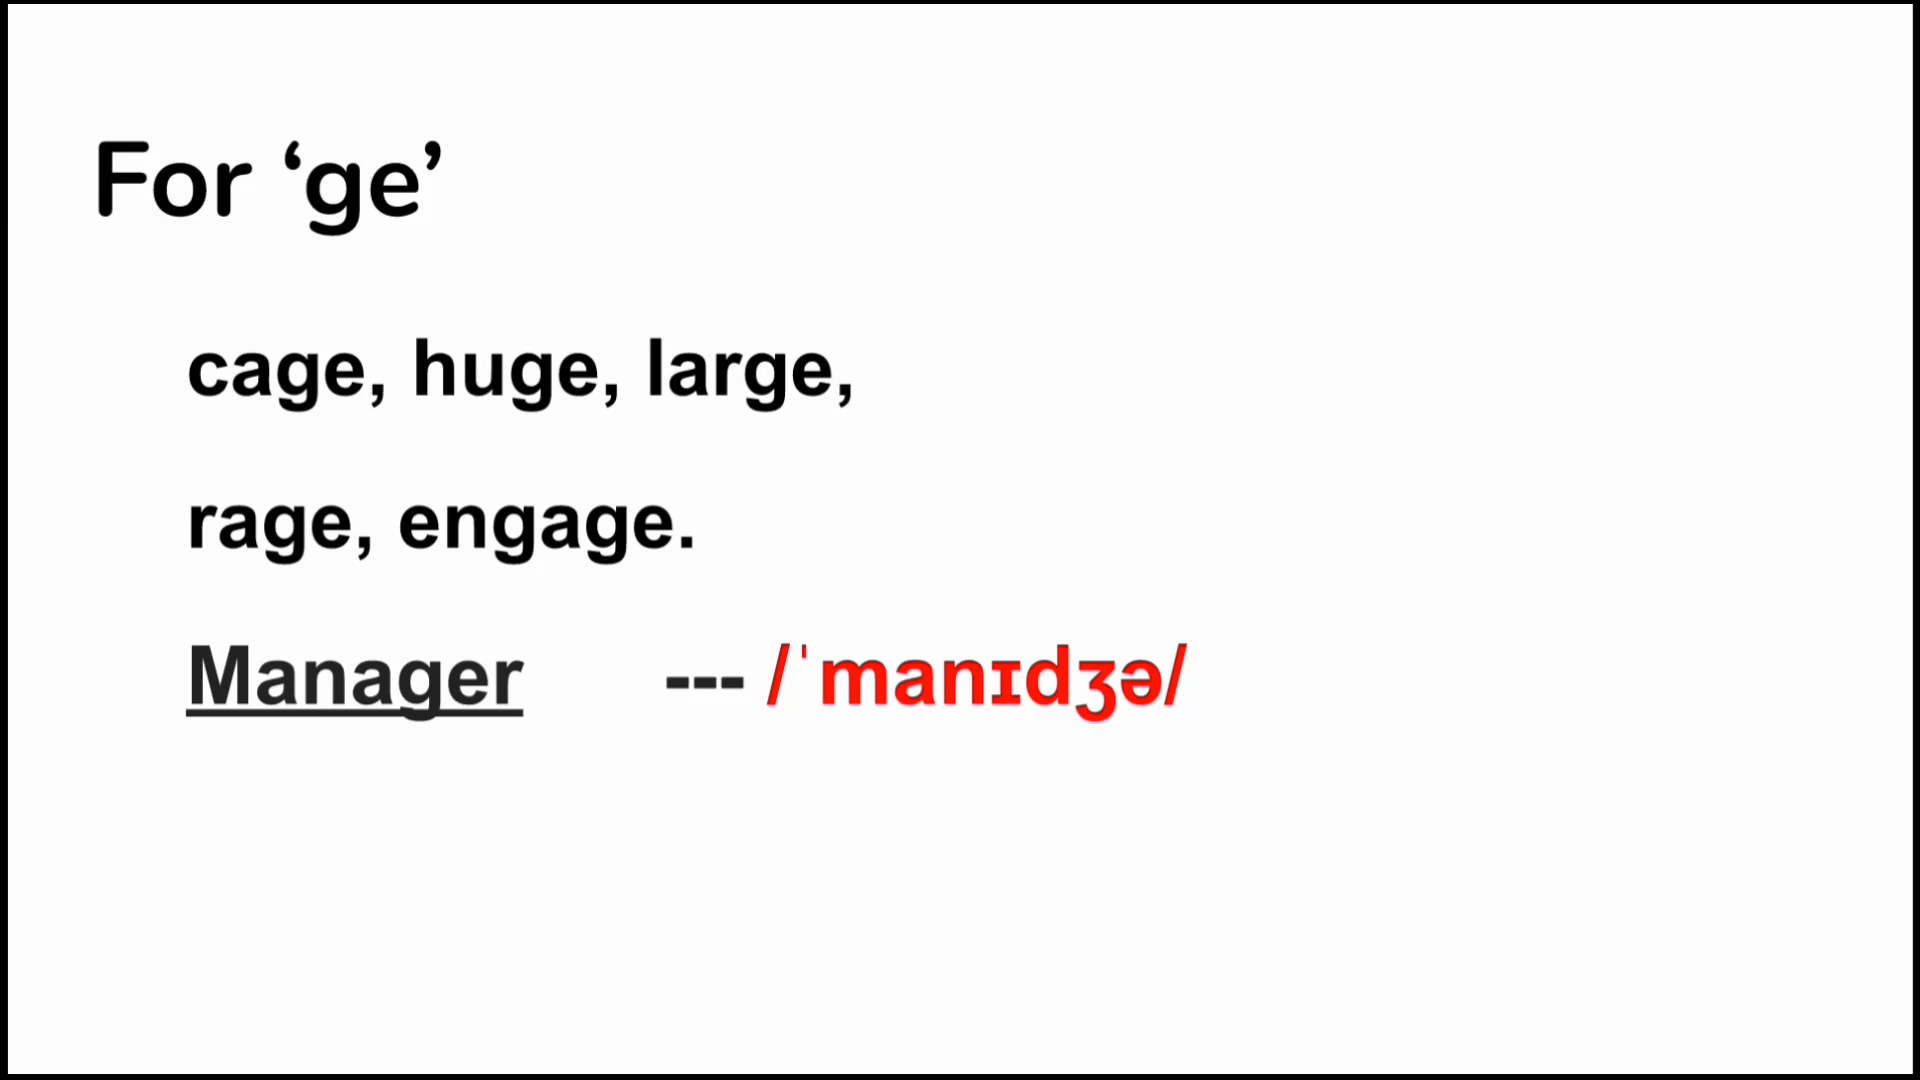 For ‘ge’
cage, huge, large,
rage, engage.
Manager --- /ˈmanɪdʒə/